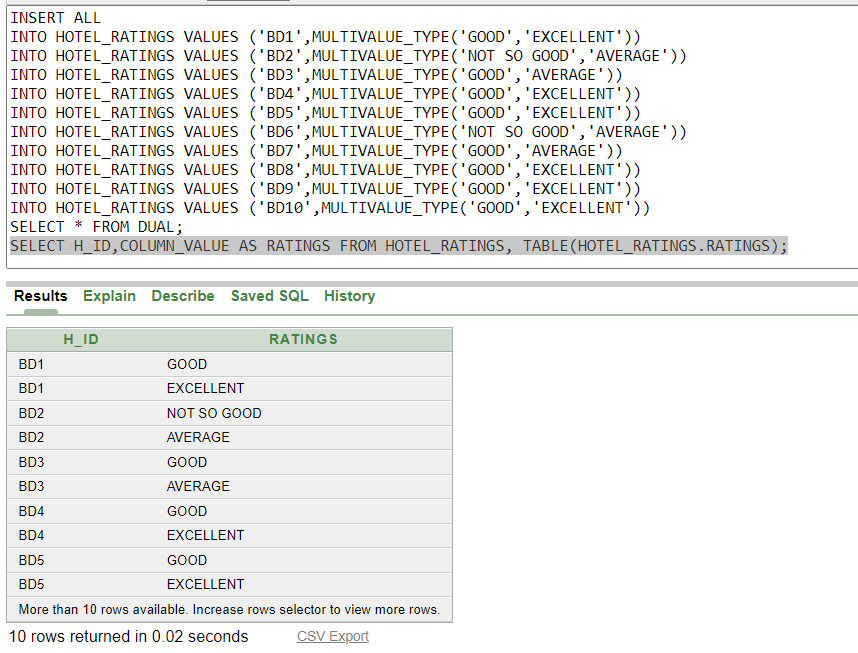 INSERT ALL
INTO HOTEL_RATINGS VALUES ('BD1',MULTIVALUE_TYPE('GOOD','EXCELLENT'))
INTO HOTEL_RATINGS VALUES ('BD2',MULTIVALUE_TYPE('NOT SO GOOD','AVERAGE'))
INTO HOTEL_RATINGS VALUES ('BD3',MULTIVALUE_TYPE('GOOD','AVERAGE'))
INTO HOTEL_RATINGS VALUES ('BD4',MULTIVALUE_TYPE('GOOD','EXCELLENT'))
INTO HOTEL_RATINGS VALUES ('BD5',MULTIVALUE_TYPE('GOOD','EXCELLENT'))
INTO HOTEL_RATINGS VALUES ('BD6',MULTIVALUE_TYPE('NOT SO GOOD','AVERAGE'))
INTO HOTEL_RATINGS VALUES ('BD7',MULTIVALUE_TYPE('GOOD','AVERAGE'))
INTO HOTEL_RATINGS VALUES ('BD8',MULTIVALUE_TYPE('GOOD','EXCELLENT'))
INTO HOTEL_RATINGS VALUES ('BD9',MULTIVALUE_TYPE('GOOD','EXCELLENT'))
INTO HOTEL_RATINGS VALUES ('BD10',MULTIVALUE_TYPE('GOOD','EXCELLENT'))
SELECT * FROM DUAL;
SELECT H_ID,COLUMN_VALUE AS RATINGS FROM HOTEL_RATINGS, TABLE(HOTEL_RATINGS.RATINGS);
Results Explain Describe Saved SQL History
H_ID RATINGS
BD1 GOOD
BD1 EXCELLENT
BD2 NOT SO GOOD
BD2 AVERAGE
BD3 GOOD
BD3 AVERAGE
BD4 GOOD
BD4 EXCELLENT
BD5 GOOD
BD5 EXCELLENT
More than 10 rows available. Increase rows selector to view more rows.
10 rows returned in 0.02 seconds CSV Export